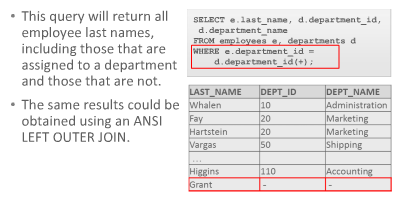 • This query will return all
employee last names,
including those that are
assigned to a department
and those that are not.
• The same results could be
obtained using an ANSI
LEFT OUTER JOIN.
SELECT e.last_name, d.department_id,
d.department_name
FROM employees e, departments d
WHERE e.department_id =
d.department_id(+);
LAST_NAME DEPT_ID DEPT_NAME
Whalen 10 Administration
Fay 20 Marketing
Hartstein 20 Marketing
Vargas 50 Shipping
...
Higgins 110 Accounting
Grant - -